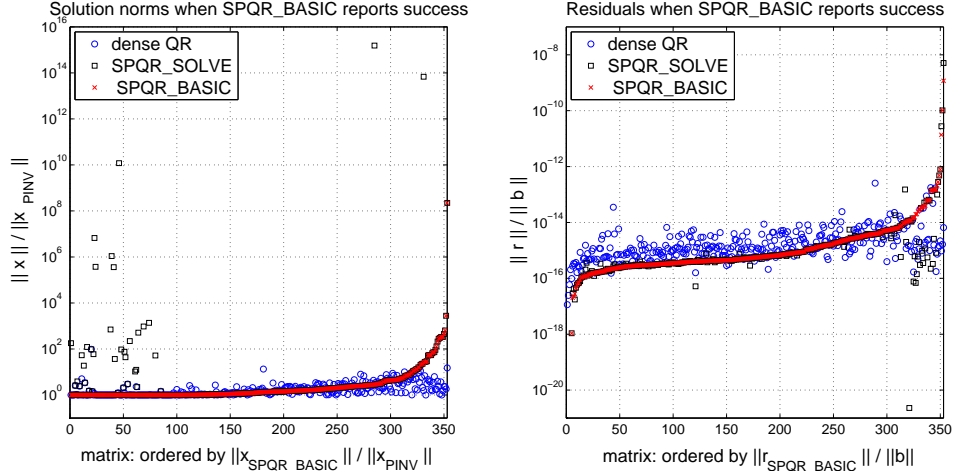 Solution norms when SPQR_BASIC reports success
10^16
10^14
10^12
10^10
10^8
10^6
10^4
10^2
10^0
|| x || / ||x_PINV ||
dense QR
SPQR_SOLVE
SPQR_BASIC
0 50 100 150 200 250 300 350
matrix: ordered by ||x_SPQR_BASIC || / ||x_PINV ||
Residuals when SPQR_BASIC reports success
10^−8
10^−10
10^−12
10^−14
10^−16
10^−18
10^−20
|| r || / || b ||
dense QR
SPQR_SOLVE
SPQR_BASIC
0 50 100 150 200 250 300 350
matrix: ordered by ||r_SPQR_BASIC || / ||b||